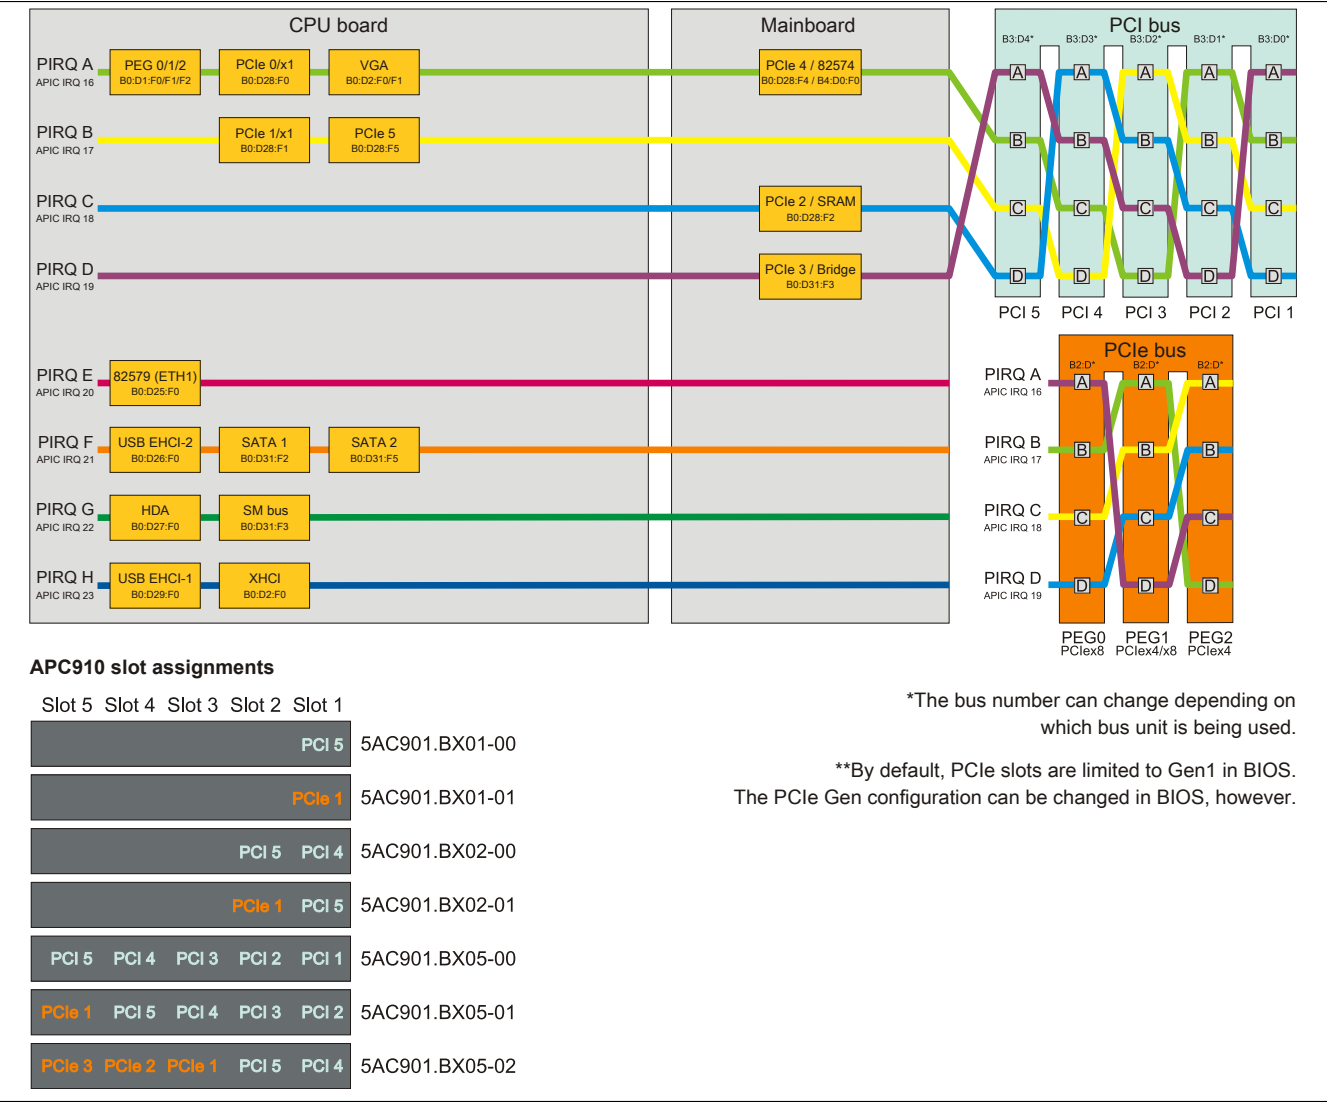 CPU board
Mainboard
PCI bus
B3:D4* B3:D3* B3:D2* B3:D1* B3:D0*
PIRQ A
APIC IRQ 16
PEG 0/1/2
B0:D1:F0/F1/F2
PCIe 0/x1
B0:D28:F0
VGA
B0:D2:F0/F1
PCIe 4 / 82574
B0:D28:F4 / B4:D0:F0
A A A A A
PIRQ B
APIC IRQ 17
PCIe 1/x1
B0:D28:F1
PCIe 5
B0:D28:F5
B B B B B
PIRQ C
APIC IRQ 18
PCIe 2 / SRAM
B0:D28:F2
C C C C C
PIRQ D
APIC IRQ 19
PCIe 3 / Bridge
B0:D31:F3
D D D D D
PCI 5 PCI 4 PCI 3 PCI 2 PCI 1
PIRQ E
APIC IRQ 20
82579 (ETH1)
B0:D25:F0
PIRQ F
APIC IRQ 21
USB EHCI-2
B0:D26:F0
SATA 1
B0:D31:F2
SATA 2
B0:D31:F5
PIRQ G
APIC IRQ 22
HDA
B0:D27:F0
SM bus
B0:D31:F3
PIRQ H
APIC IRQ 23
USB EHCI-1
B0:D29:F0
XHCI
B0:D2:F0
PCIe bus
B2:D* B2:D* B2:D*
PIRQ A
APIC IRQ 16
A A A
PIRQ B
APIC IRQ 17
B B B
PIRQ C
APIC IRQ 18
C C C
PIRQ D
APIC IRQ 19
D D D
PEG0 PEG1 PEG2
PCIex8 PCIex4/x8 PCIex4
APC910 slot assignments
Slot 5 Slot 4 Slot 3 Slot 2 Slot 1
PCI 5 5AC901.BX01-00
PCIe 1 5AC901.BX01-01
PCI 5 PCI 4 5AC901.BX02-00
PCIe 1 PCI 5 5AC901.BX02-01
PCI 5 PCI 4 PCI 3 PCI 2 PCI 1 5AC901.BX05-00
PCIe 1 PCI 5 PCI 4 PCI 3 PCI 2 5AC901.BX05-01
PCIe 3 PCIe 2 PCIe 1 PCI 5 PCI 4 5AC901.BX05-02
*The bus number can change depending on
which bus unit is being used.
**By default, PCIe slots are limited to Gen1 in BIOS.
The PCIe Gen configuration can be changed in BIOS, however.